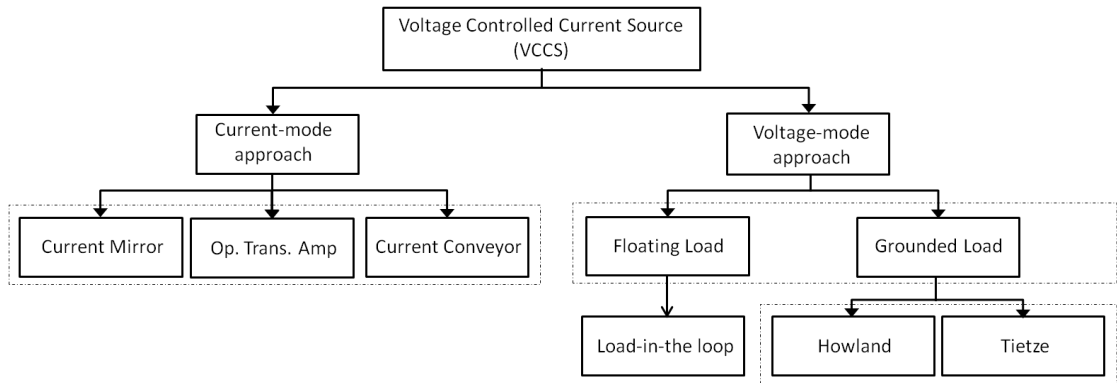 Voltage Controlled Current Source
(VCCS)
Current-mode
approach
Voltage-mode
approach
Current Mirror
Op. Trans. Amp
Current Conveyor
Floating Load
Grounded Load
Load-in-the loop
Howland
Tietze